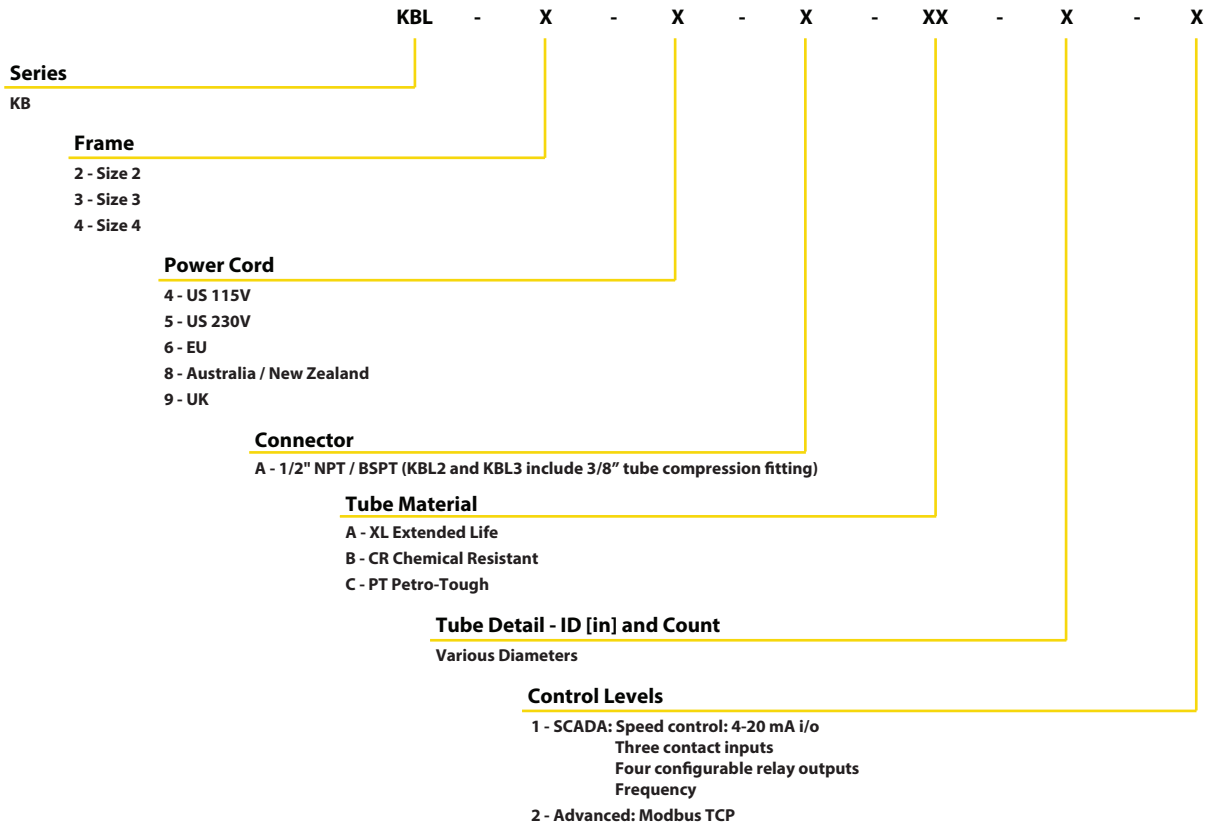 KBL - X - X - X - XX - X - X
Series
KB
Frame
2 - Size 2
3 - Size 3
4 - Size 4
Power Cord
4 - US 115V
5 - US 230V
6 - EU
8 - Australia / New Zealand
9 - UK
Connector
A - 1/2" NPT / BSPT (KBL2 and KBL3 include 3/8” tube compression fitting)
Tube Material
A - XL Extended Life
B - CR Chemical Resistant
C - PT Petro-Tough
Tube Detail - ID [in] and Count
Various Diameters
Control Levels
1 - SCADA: Speed control: 4-20 mA i/o
Three contact inputs
Four configurable relay outputs
Frequency
2 - Advanced: Modbus TCP